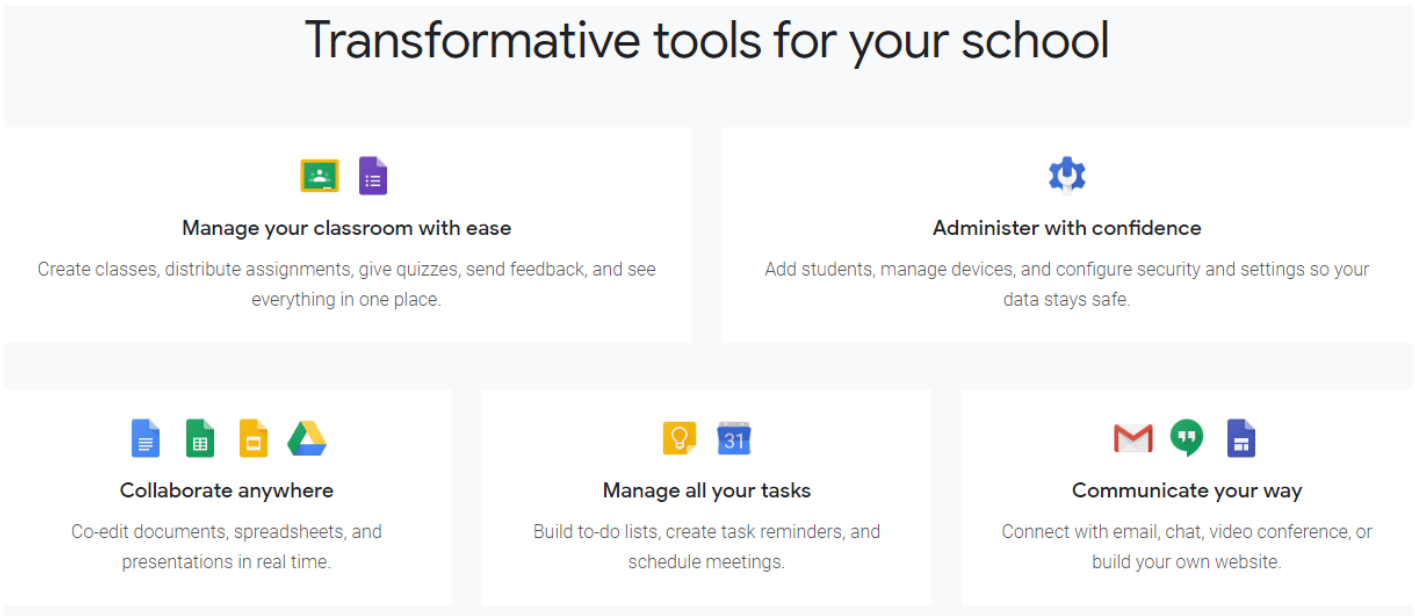 Transformative tools for your school
Manage your classroom with ease
Create classes, distribute assignments, give quizzes, send feedback, and see
everything in one place.
Administer with confidence
Add students, manage devices, and configure security and settings so your
data stays safe.
Collaborate anywhere
Co-edit documents, spreadsheets, and
presentations in real time.
31
Manage all your tasks
Build to-do lists, create task reminders, and
schedule meetings.
Communicate your way
Connect with email, chat, video conference, or
build your own website.